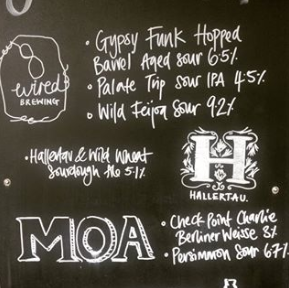 Gypsy Funk Hopped
Barrel Aged sour 6.5%
Palate Trip sour IPA 4.5%
Wild Feijoa Sour 9.2%
wired
BREWING
Hallertau & Wild Wheat
Sourdough Ale 5.1%
H
HALLERTAU.
MOA
Check Point Charlie
Berliner Weisse 3%
Persimmon Sour 6.7%